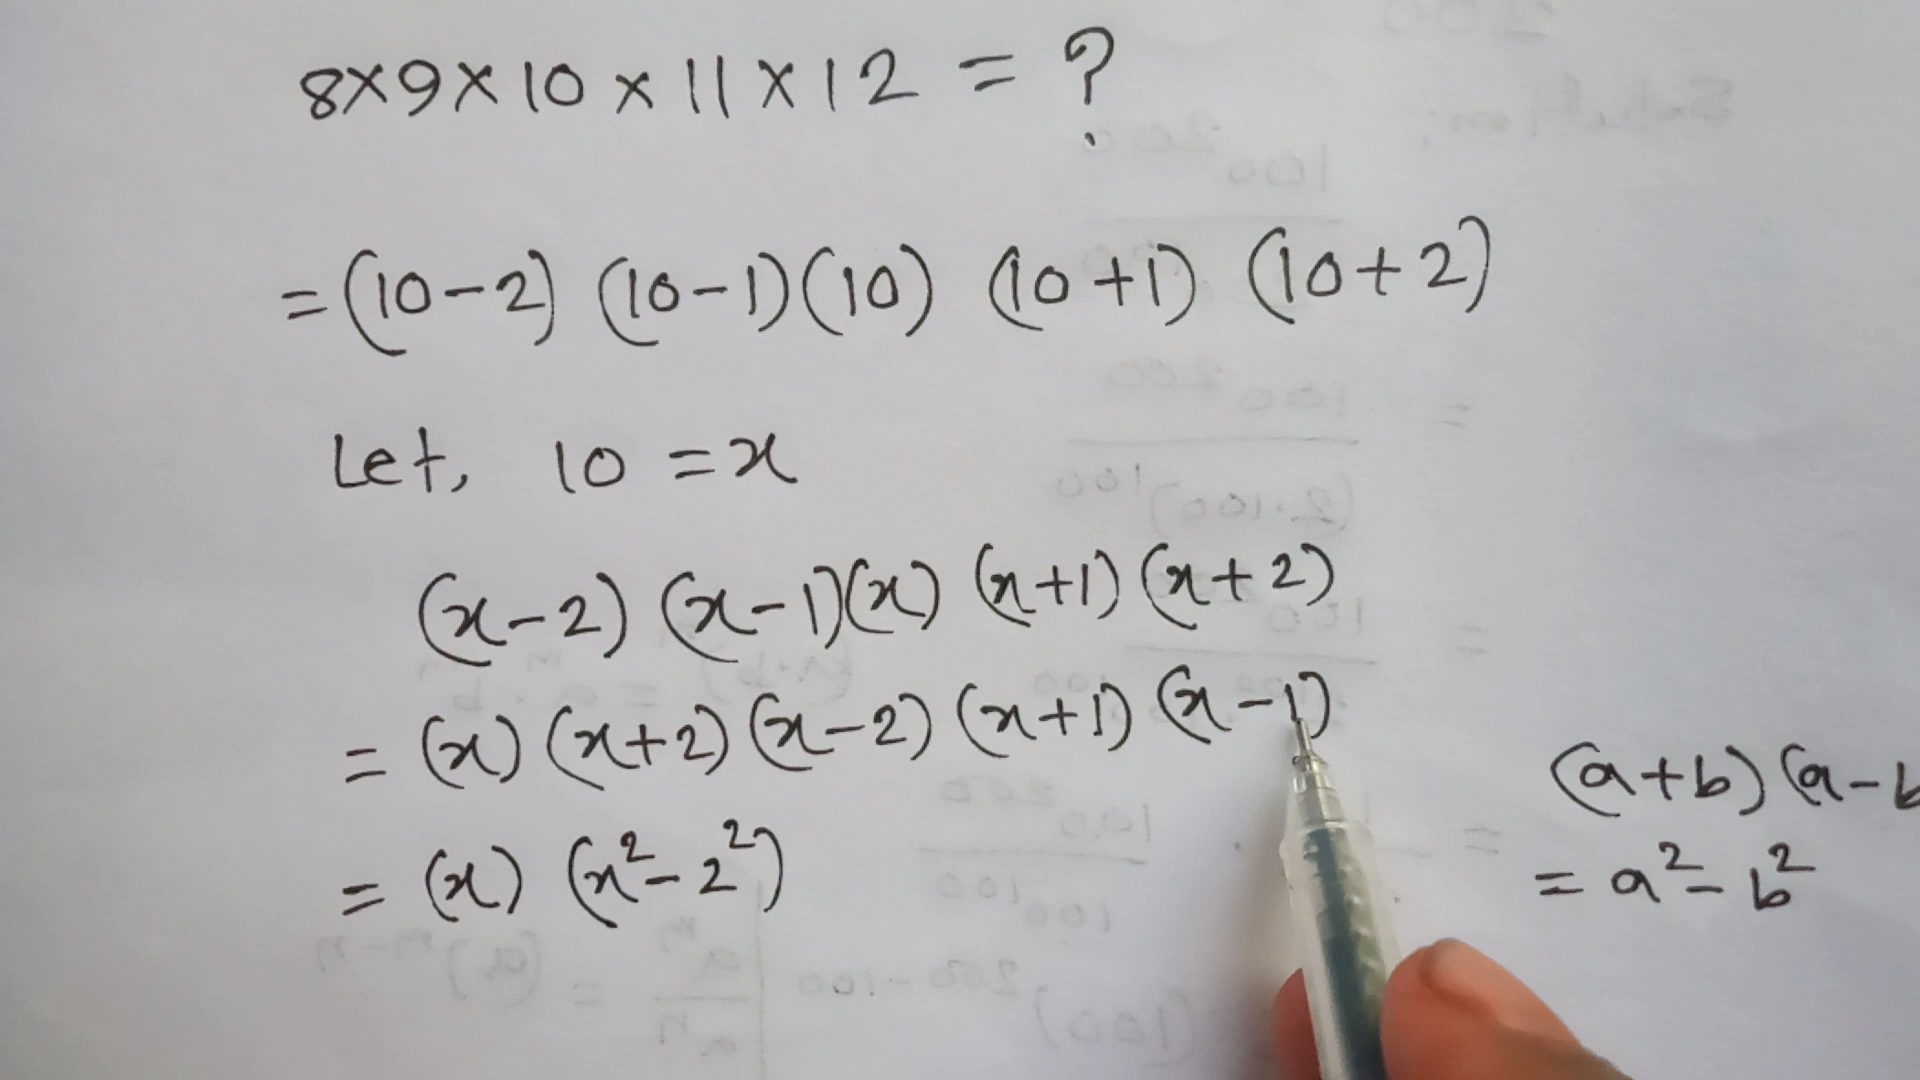 8×9×10×11×12 = ?
=(10-2) (10-1)(10) (10+1) (10+2)
Let, 10 = x
(x-2) (x-1)(x) (x+1) (x+2)
= (x) (x+2) (x-2) (x+1) (x-1)
= (x) (x²-2²)
(a+b) (a-b
= a²-b²